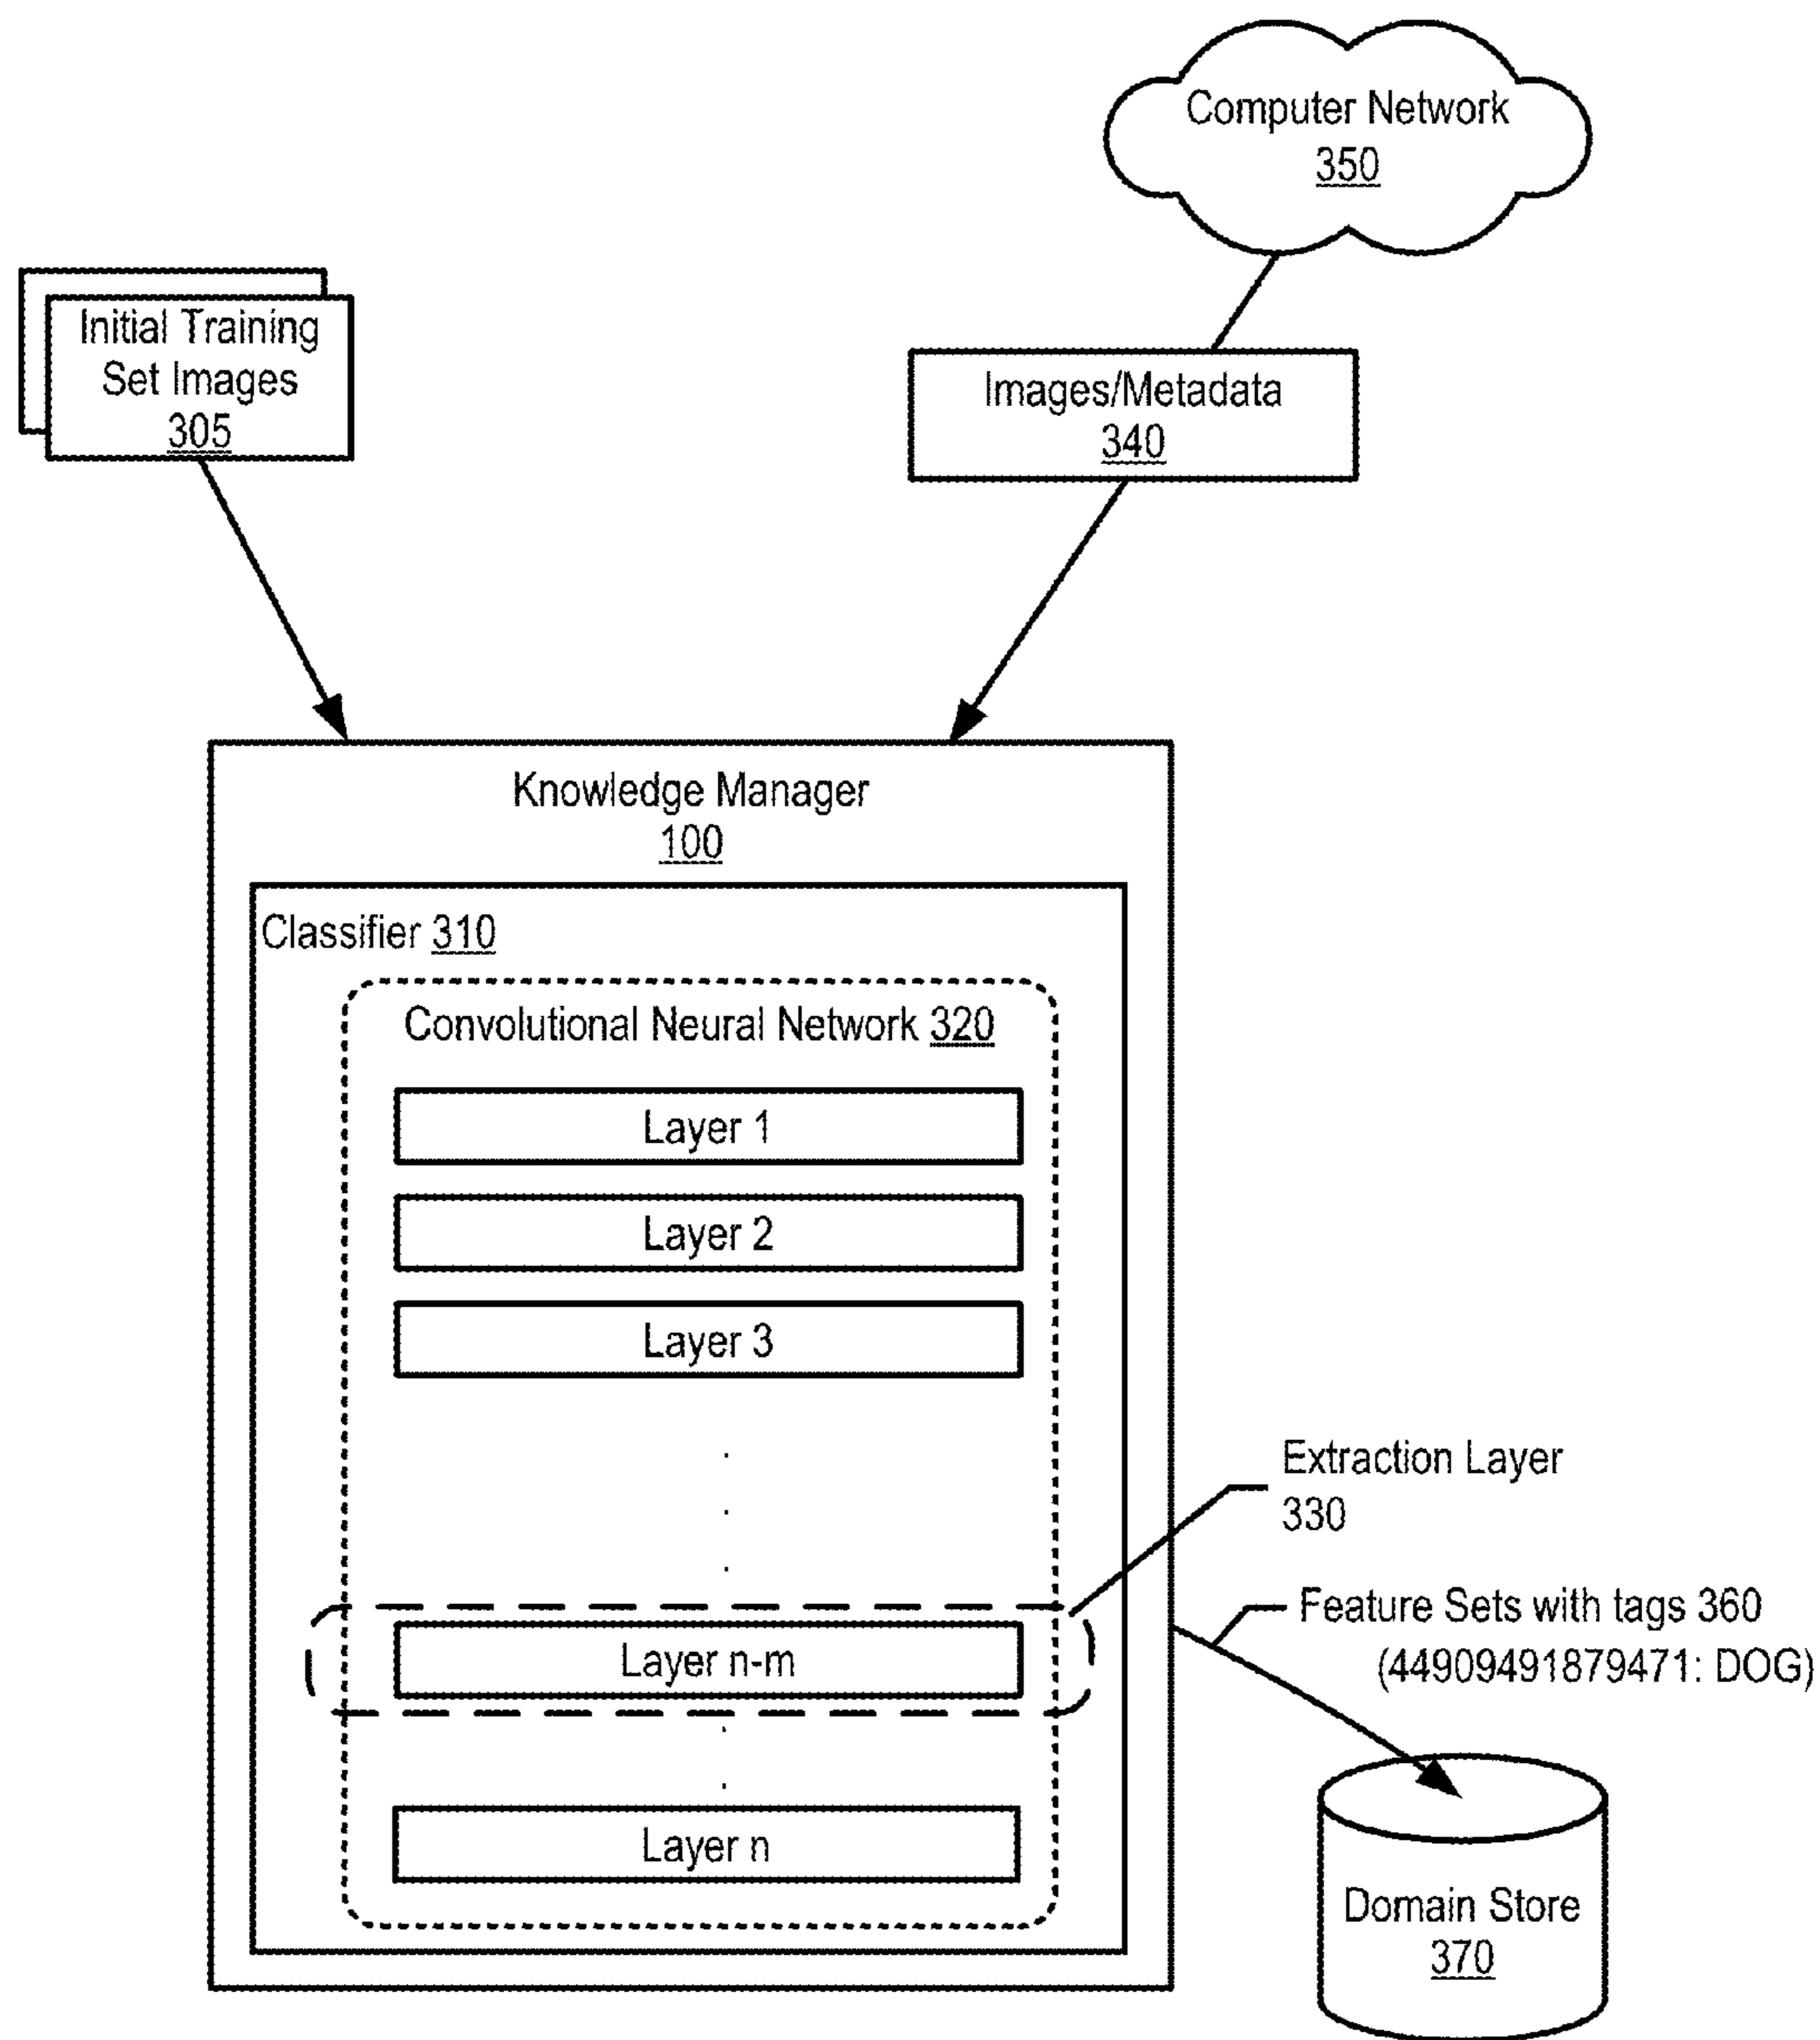 Computer Network
350
Initial Training
Set Images
305
Images/Metadata
340
Knowledge Manager
100
Classifier 310
Convolutional Neural Network 320
Layer 1
Layer 2
Layer 3
Extraction Layer
330
Layer n-m
Feature Sets with tags 360
(44909491879471: DOG)
Layer n
Domain Store
370